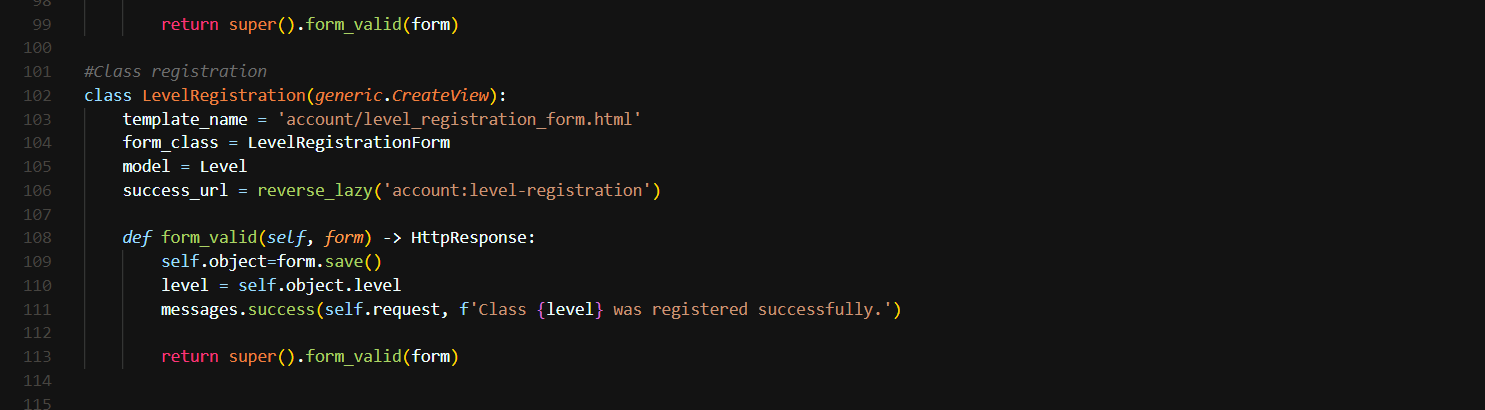 98
99 return super().form_valid(form)
100
101 #Class registration
102 class LevelRegistration(generic.CreateView):
103 template_name = 'account/level_registration_form.html'
104 form_class = LevelRegistrationForm
105 model = Level
106 success_url = reverse_lazy('account:level-registration')
107
108 def form_valid(self, form) -> HttpResponse:
109 self.object=form.save()
110 level = self.object.level
111 messages.success(self.request, f'Class {level} was registered successfully.')
112
113 return super().form_valid(form)
114
115